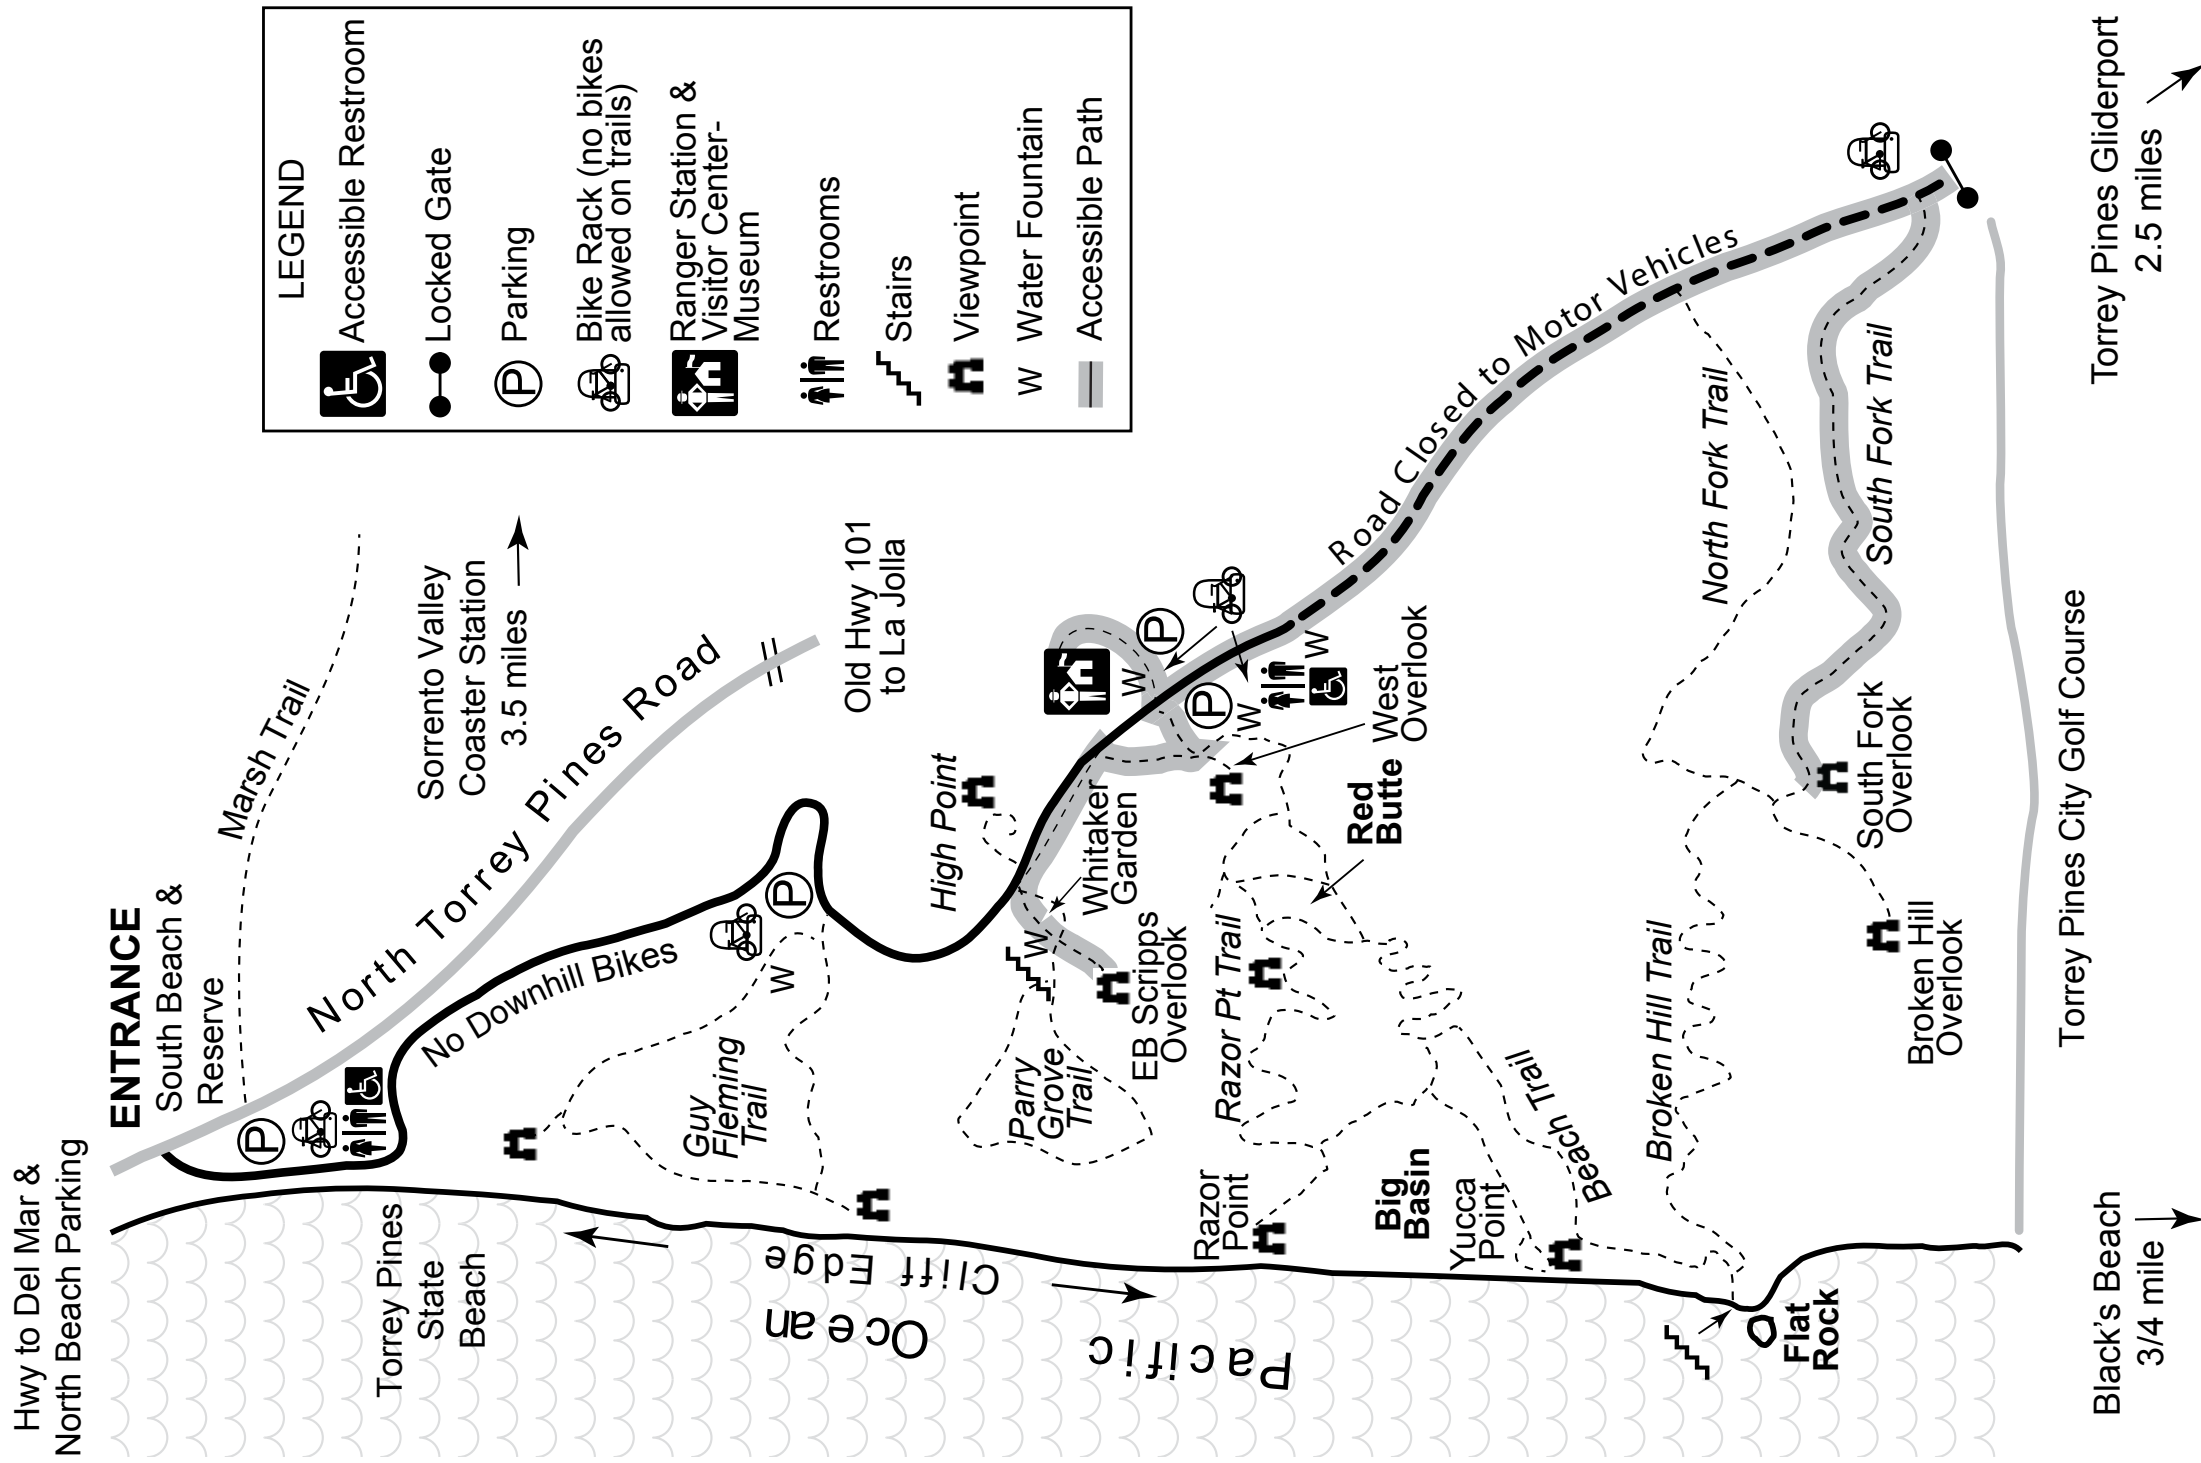 Hwy to Del Mar &
North Beach Parking
ENTRANCE
South Beach &
Reserve
Marsh Trail
North Torrey Pines Road
Sorrento Valley
Coaster Station
3.5 miles
Old Hwy 101
to La Jolla
LEGEND
Accessible Restroom
Locked Gate
P
Parking
Bike Rack (no bikes
allowed on trails)
Ranger Station &
Visitor Center-
Museum
Restrooms
Stairs
Viewpoint
W
Water Fountain
Accessible Path
P
No Downhill Bikes
P
W
Guy
Fleming
Trail
Torrey Pines
State
Beach
Cliff Edge
Pacific
Ocean
High Point
Whitaker
Garden
W
EB Scripps
Overlook
Parry
Grove
Trail
W
P
P
W
W
West
Overlook
Red
Butte
Razor Pt Trail
Razor
Point
Big
Basin
Yucca
Point
Beach Trail
Broken Hill Trail
Flat
Rock
Road Closed to Motor Vehicles
North Fork Trail
South Fork Trail
South Fork
Overlook
Broken Hill
Overlook
Torrey Pines City Golf Course
Torrey Pines Gliderport
2.5 miles
Black's Beach
3/4 mile